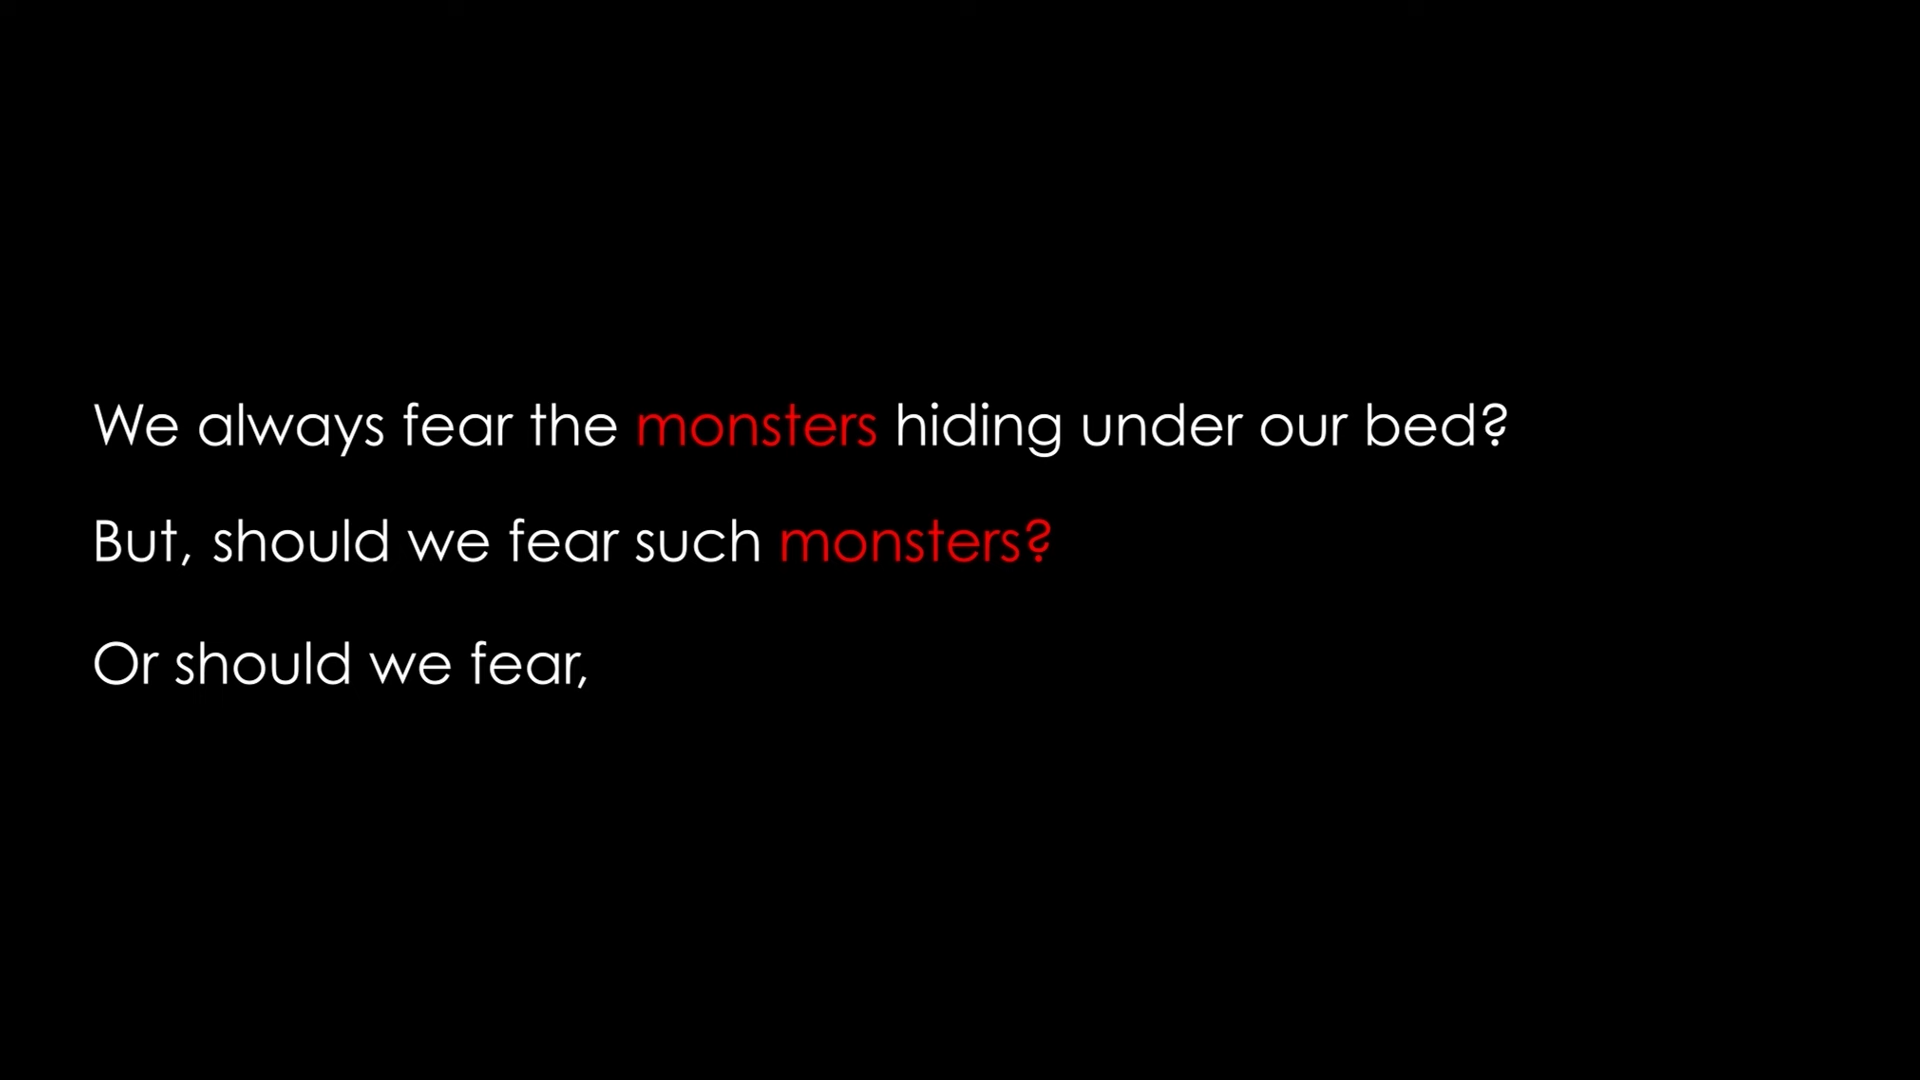 We always fear the monsters hiding under our bed?
But, should we fear such monsters?
Or should we fear,